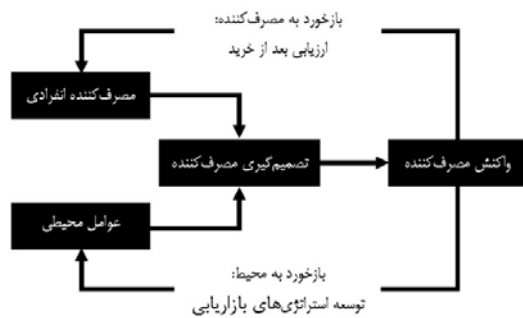 بازخورد به مصرف‌کننده:
ارزیابی بعد از خرید
مصرف‌کننده انفرادی
تصمیم‌گیری مصرف‌کننده
واکنش مصرف‌کننده
عوامل محیطی
بازخورد به محیط:
توسعه استراتژی‌های بازاریابی